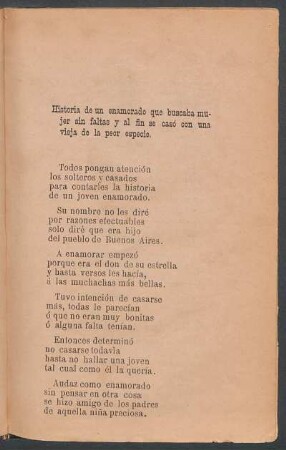 Historia de un enamorado que buscaba mu-
jer sin faltas y al fin se casó con una
vieja de la peor especie.
Todos pongan atención
los solteros y casados
para contarles la historia
de un joven enamorado.
Su nombre no les diré
por razones efectuables
solo diré que era hijo
del pueblo de Buenos Aires.
A enamorar empezó
porque era el don de su estrella
y hasta versos les hacía,
á las muchachas más bellas.
Tuvo intención de casarse
más, todas le parecían
ó que no eran muy bonitas
ó alguna falta tenían.
Entonces determinó
no casarse todavía
hasta no hallar una joven
tal cual como él la quería.
Audaz como enamorado
sin pensar en otra cosa
se hizo amigo de los padres
de aquella niña preciosa.